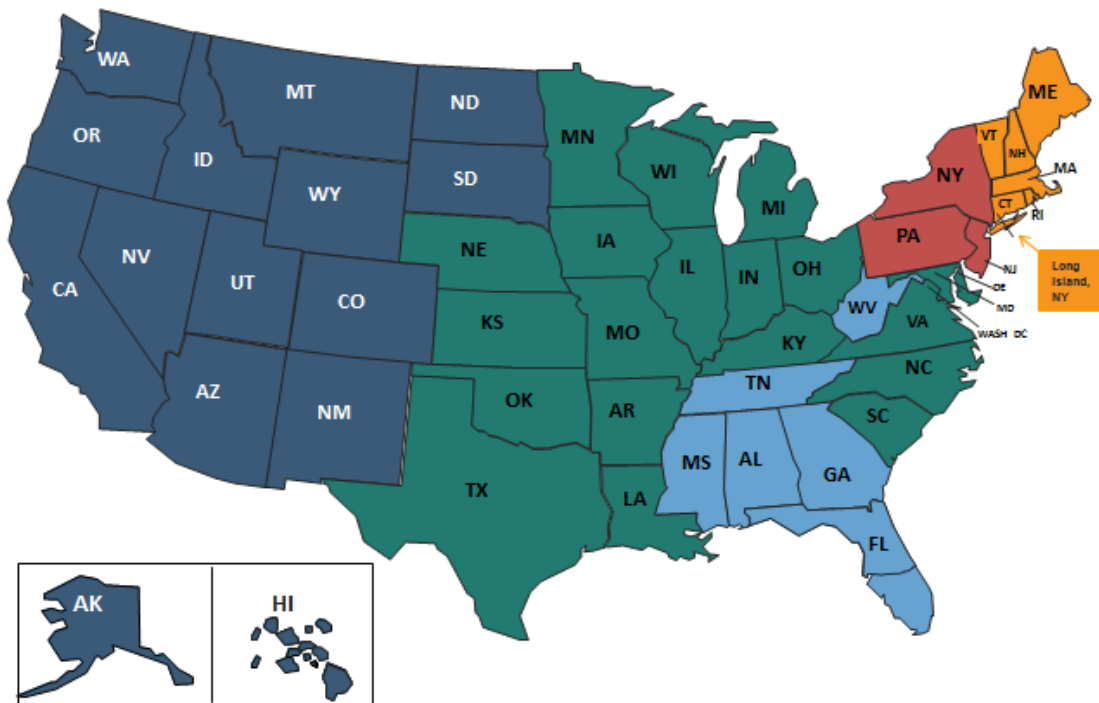 WA
MT
ND
MN
ME
VT
NH
OR
ID
SD
WI
MA
WY
NY
MI
CT
RI
NE
IA
PA
NV
UT
IL
IN
OH
NJ
Long
Island,
NY
CA
CO
DE
WV
MD
KS
MO
VA
WASH DC
KY
NC
TN
AZ
NM
OK
AR
SC
MS
AL
GA
TX
LA
FL
AK
HI